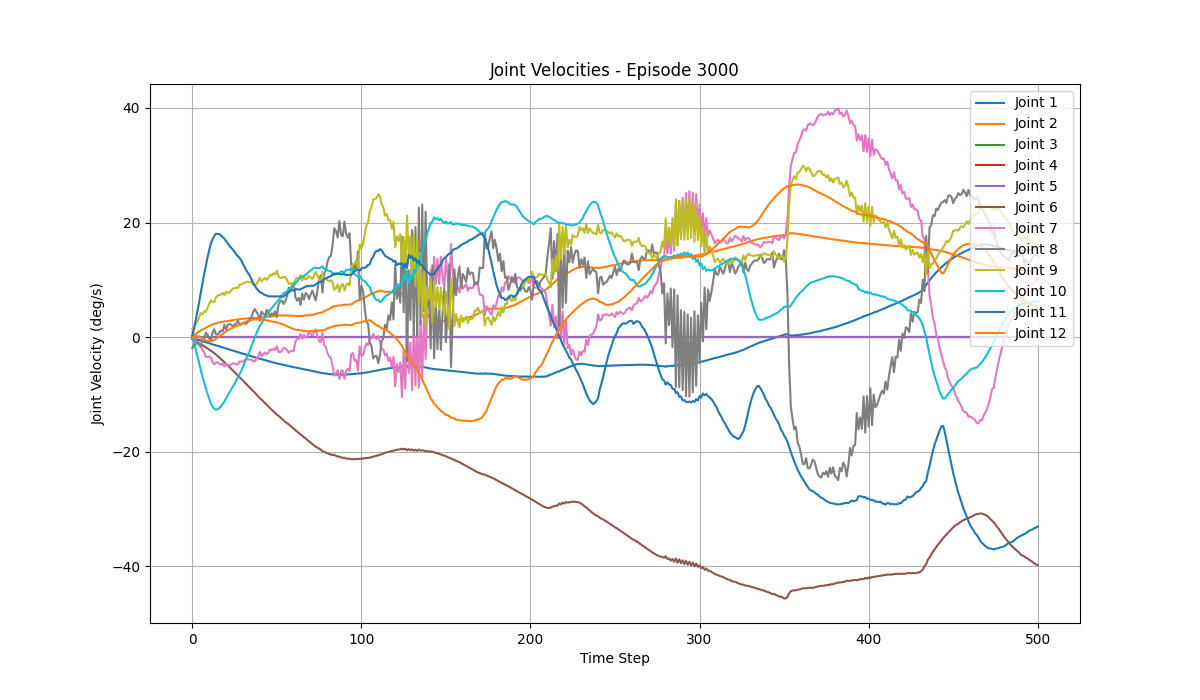 Joint Velocities - Episode 3000
Joint Velocity (deg/s)
40
20
0
−20
−40
0
100
200
300
400
500
Time Step
Joint 1
Joint 2
Joint 3
Joint 4
Joint 5
Joint 6
Joint 7
Joint 8
Joint 9
Joint 10
Joint 11
Joint 12